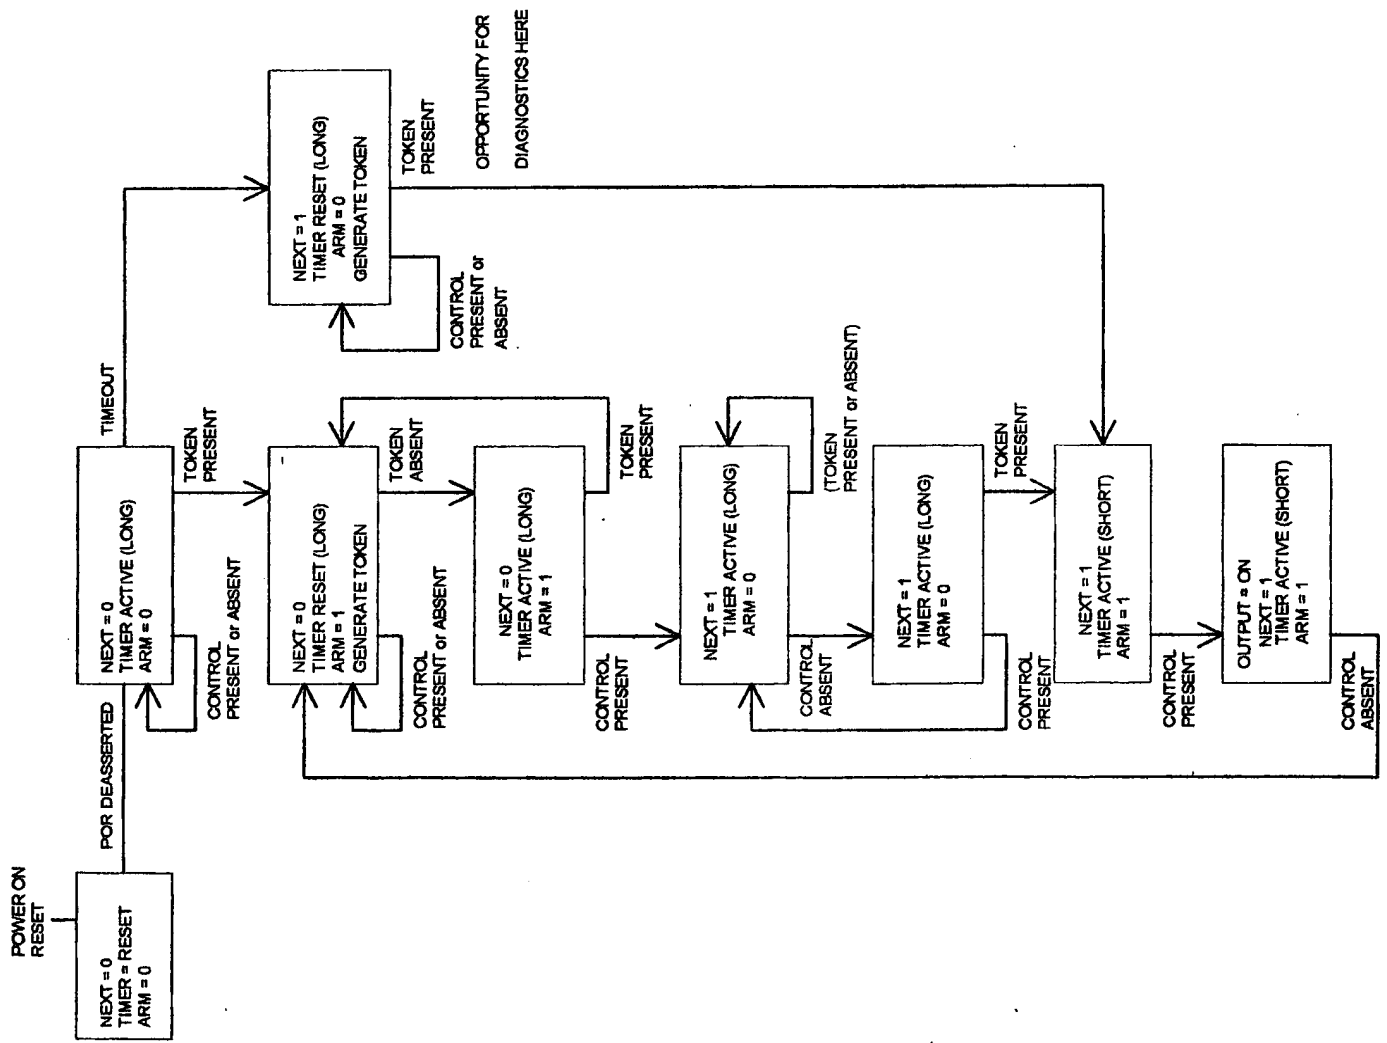 POWER ON
RESET
NEXT = 0
TIMER = RESET
ARM = 0
POR DEASSERTED
NEXT = 0
TIMER ACTIVE (LONG)
ARM = 0
TIMEOUT
CONTROL
PRESENT or ABSENT
TOKEN
PRESENT
NEXT = 1
TIMER RESET (LONG)
ARM = 0
GENERATE TOKEN
CONTROL
PRESENT or
ABSENT
TOKEN
PRESENT
OPPORTUNITY FOR
DIAGNOSTICS HERE
NEXT = 0
TIMER RESET (LONG)
ARM = 1
GENERATE TOKEN
CONTROL
PRESENT or ABSENT
TOKEN
ABSENT
NEXT = 0
TIMER ACTIVE (LONG)
ARM = 1
CONTROL
PRESENT
TOKEN
PRESENT
NEXT = 1
TIMER ACTIVE (LONG)
ARM = 0
CONTROL
ABSENT
(TOKEN
PRESENT or ABSENT)
NEXT = 1
TIMER ACTIVE (LONG)
ARM = 0
CONTROL
PRESENT
TOKEN
PRESENT
NEXT = 1
TIMER ACTIVE (SHORT)
ARM = 1
CONTROL
PRESENT
OUTPUT = ON
NEXT = 1
TIMER ACTIVE (SHORT)
ARM = 1
CONTROL
ABSENT